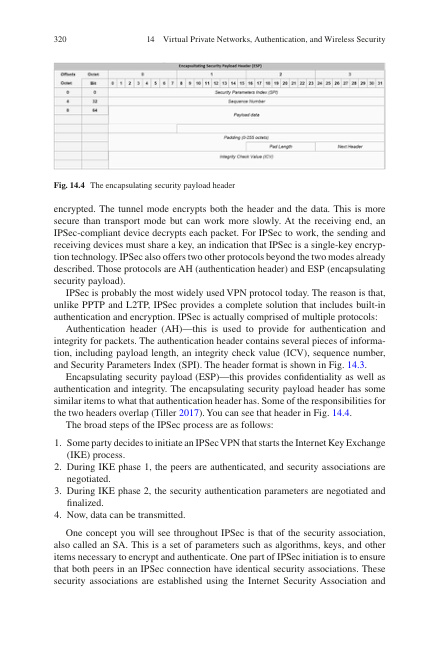 320 14 Virtual Private Networks, Authentication, and Wireless Security
Encapsulating Security Payload Header (ESP)
Offsets Octet: 0 1 2 3
Octet: Bit 0 1 2 3 4 5 6 7 8 9 10 11 12 13 14 15 16 17 18 19 20 21 22 23 24 25 26 27 28 29 30 31
0 0 Security Parameters Index (SPI)
4 32 Sequence Number
8 64 Payload data
Padding (0-255 octets)
Pad Length Next Header
Integrity Check Value (ICV)
Fig. 14.4 The encapsulating security payload header
encrypted. The tunnel mode encrypts both the header and the data. This is more
secure than transport mode but can work more slowly. At the receiving end, an
IPSec-compliant device decrypts each packet. For IPSec to work, the sending and
receiving devices must share a key, an indication that IPSec is a single-key encryp-
tion technology. IPSec also offers two other protocols beyond the two modes already
described. Those protocols are AH (authentication header) and ESP (encapsulating
security payload).
IPSec is probably the most widely used VPN protocol today. The reason is that,
unlike PPTP and L2TP, IPSec provides a complete solution that includes built-in
authentication and encryption. IPSec is actually comprised of multiple protocols:
Authentication header (AH)—this is used to provide for authentication and
integrity for packets. The authentication header contains several pieces of informa-
tion, including payload length, an integrity check value (ICV), sequence number,
and Security Parameters Index (SPI). The header format is shown in Fig. 14.3.
Encapsulating security payload (ESP)—this provides confidentiality as well as
authentication and integrity. The encapsulating security payload header has some
similar items to what that authentication header has. Some of the responsibilities for
the two headers overlap (Tiller 2017). You can see that header in Fig. 14.4.
The broad steps of the IPSec process are as follows:
1. Some party decides to initiate an IPSec VPN that starts the Internet Key Exchange
(IKE) process.
2. During IKE phase 1, the peers are authenticated, and security associations are
negotiated.
3. During IKE phase 2, the security authentication parameters are negotiated and
finalized.
4. Now, data can be transmitted.
One concept you will see throughout IPSec is that of the security association,
also called an SA. This is a set of parameters such as algorithms, keys, and other
items necessary to encrypt and authenticate. One part of IPSec initiation is to ensure
that both peers in an IPSec connection have identical security associations. These
security associations are established using the Internet Security Association and